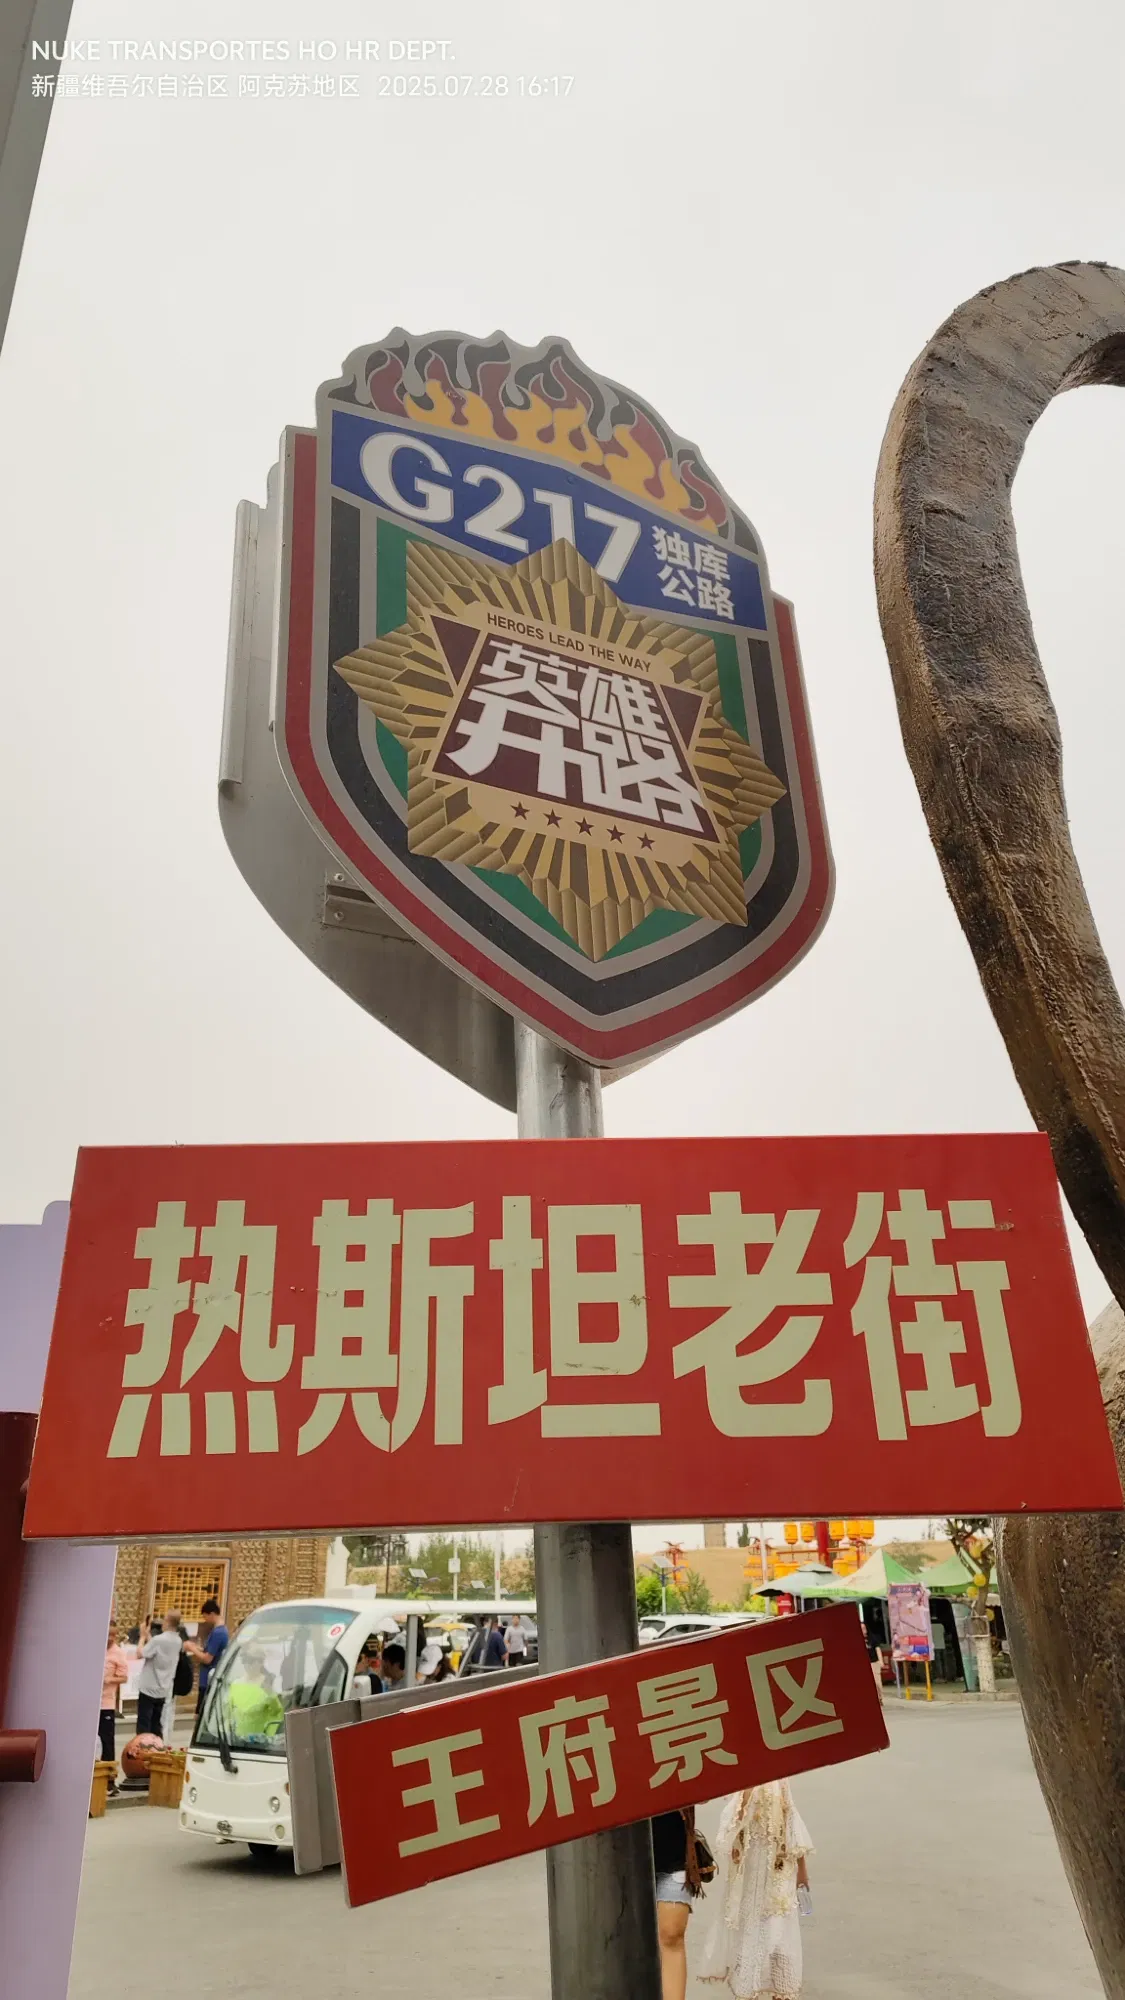 NUKE TRANSPORTES HO HR DEPT.
新疆维吾尔自治区 阿克苏地区 2025.07.28 16:17
G217 独库
公路
HEROES LEAD THE WAY
英雄
开路
热斯坦老街
王府景区